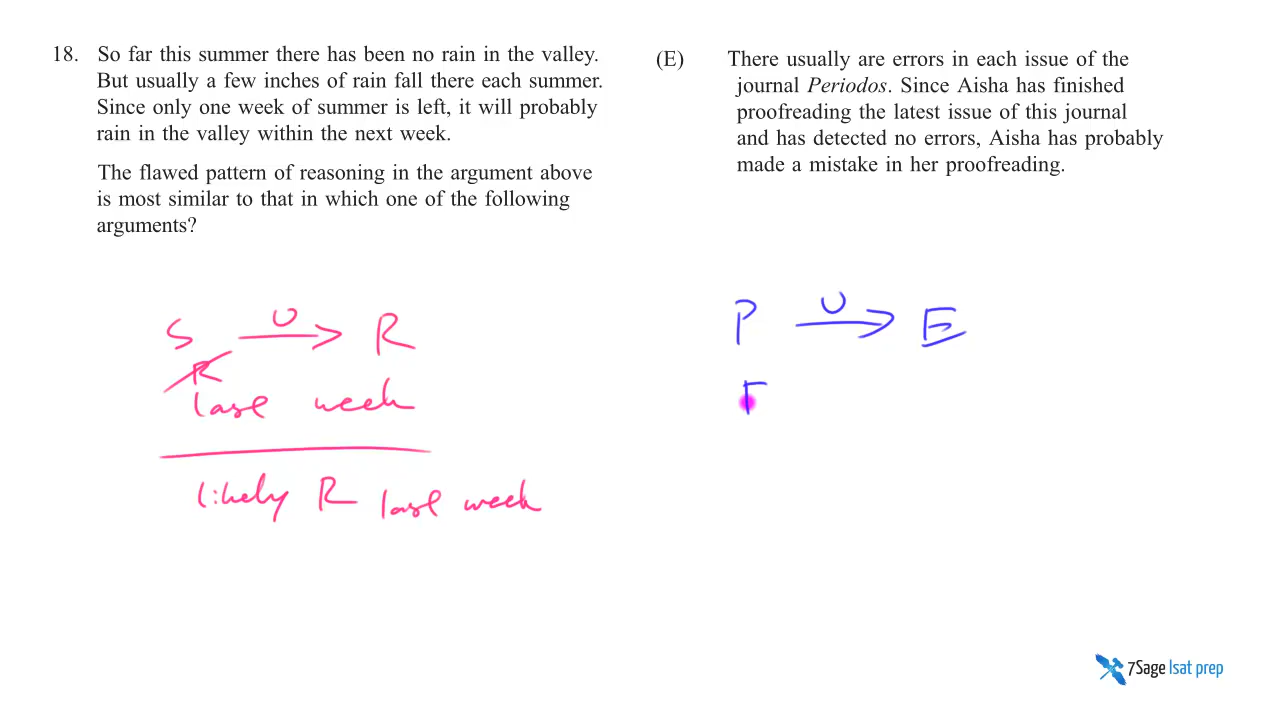 18. So far this summer there has been no rain in the valley.
But usually a few inches of rain fall there each summer.
Since only one week of summer is left, it will probably
rain in the valley within the next week.
The flawed pattern of reasoning in the argument above
is most similar to that in which one of the following
arguments?
S U R
R
last week
likely R last week
(E) There usually are errors in each issue of the
journal Periodos. Since Aisha has finished
proofreading the latest issue of this journal
and has detected no errors, Aisha has probably
made a mistake in her proofreading.
P U E
7Sage lsat prep